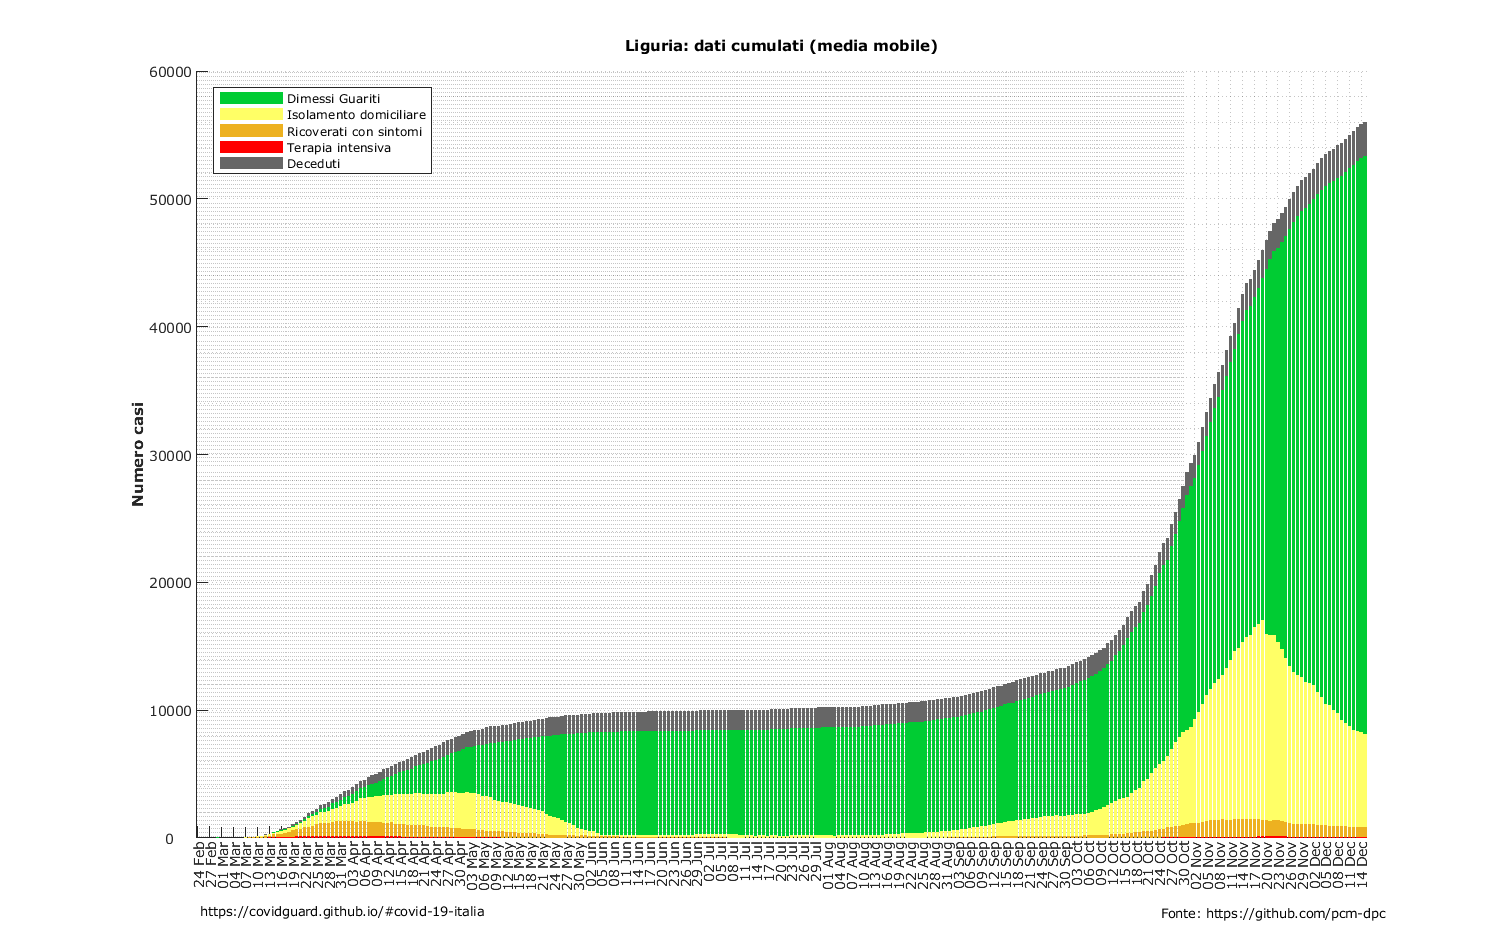 Liguria: dati cumulati (media mobile)
60000
50000
40000
30000
20000
10000
0
Numero casi
Dimessi Guariti
Isolamento domiciliare
Ricoverati con sintomi
Terapia intensiva
Deceduti
24 Feb
27 Feb
01 Mar
04 Mar
07 Mar
10 Mar
13 Mar
16 Mar
19 Mar
22 Mar
25 Mar
28 Mar
31 Mar
03 Apr
06 Apr
09 Apr
12 Apr
15 Apr
18 Apr
21 Apr
24 Apr
27 Apr
30 Apr
03 May
06 May
09 May
12 May
15 May
18 May
21 May
24 May
27 May
30 May
02 Jun
05 Jun
08 Jun
11 Jun
14 Jun
17 Jun
20 Jun
23 Jun
26 Jun
29 Jun
02 Jul
05 Jul
08 Jul
11 Jul
14 Jul
17 Jul
20 Jul
23 Jul
26 Jul
29 Jul
01 Aug
04 Aug
07 Aug
10 Aug
13 Aug
16 Aug
19 Aug
22 Aug
25 Aug
28 Aug
31 Aug
03 Sep
06 Sep
09 Sep
12 Sep
15 Sep
18 Sep
21 Sep
24 Sep
27 Sep
30 Sep
03 Oct
06 Oct
09 Oct
12 Oct
15 Oct
18 Oct
21 Oct
24 Oct
27 Oct
30 Oct
02 Nov
05 Nov
08 Nov
11 Nov
14 Nov
17 Nov
20 Nov
23 Nov
26 Nov
29 Nov
02 Dec
05 Dec
08 Dec
11 Dec
14 Dec
https://covidguard.github.io/#covid-19-italia
Fonte: https://github.com/pcm-dpc